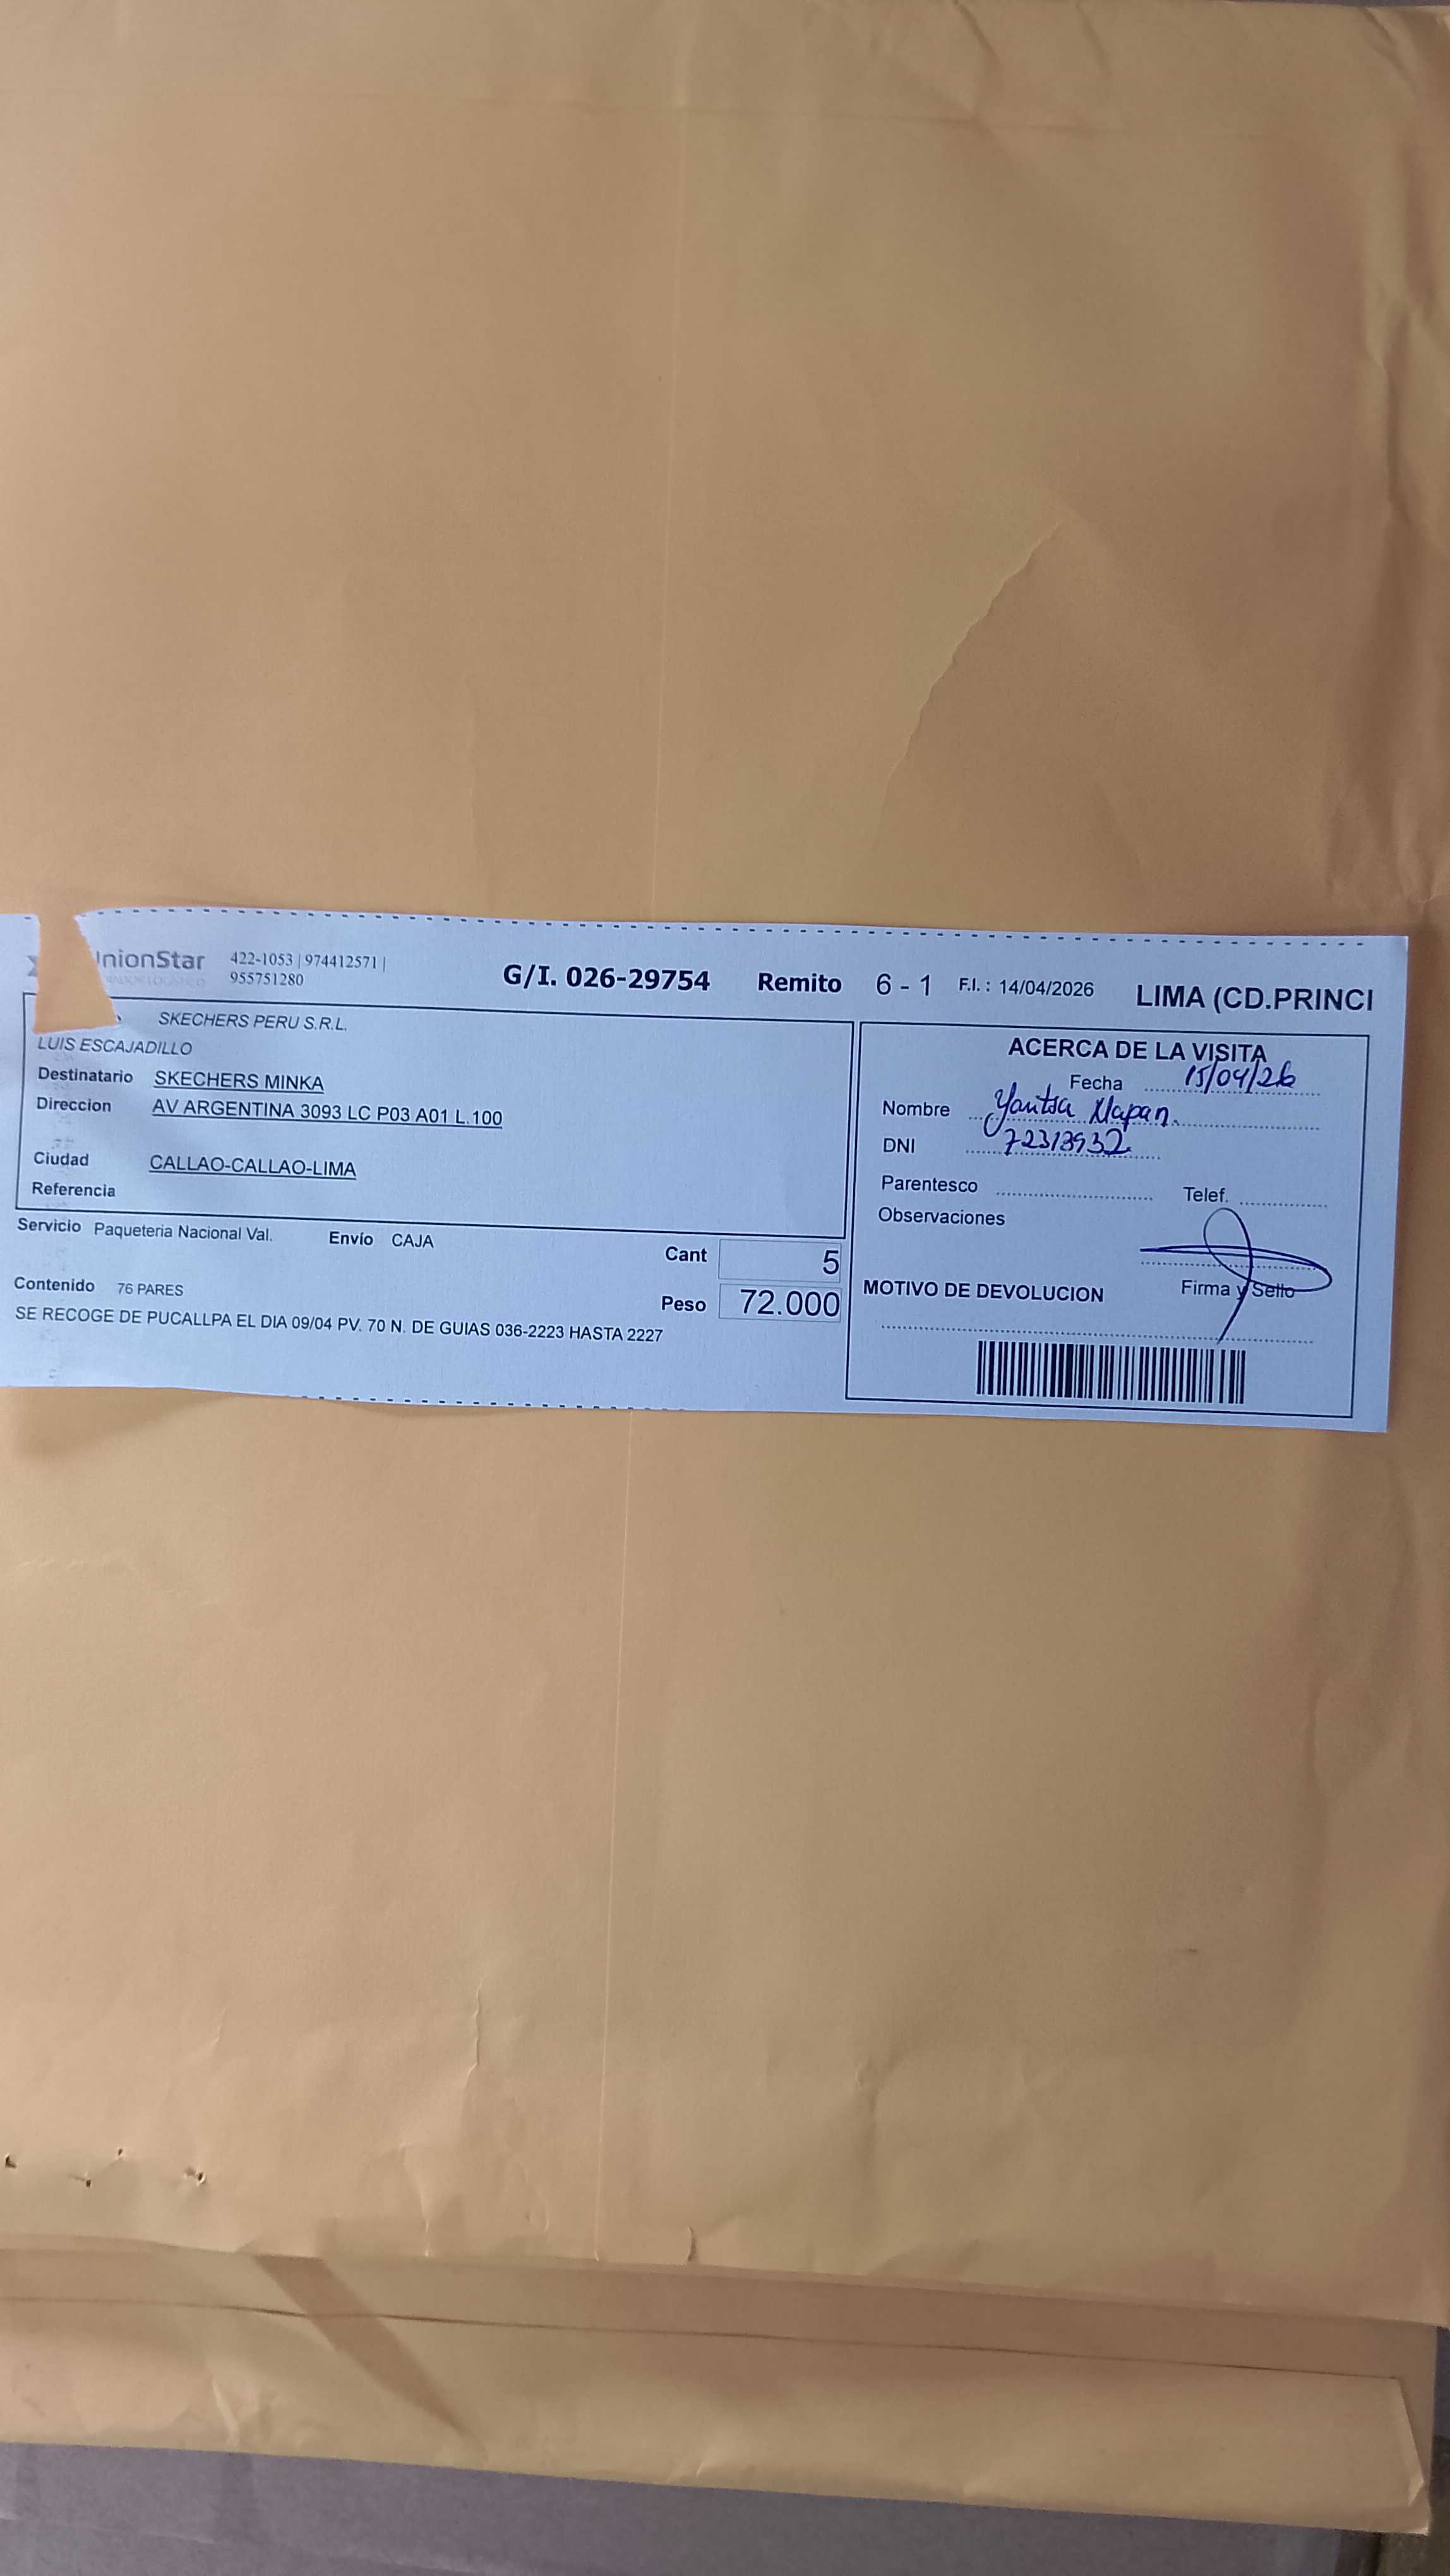 nionStar 422-1053 | 974412571 |
955751280
G/I. 026-29754 Remito 6 - 1 F.I. : 14/04/2026 LIMA (CD.PRINCI
SKECHERS PERU S.R.L.
LUIS ESCAJADILLO
Destinatario SKECHERS MINKA
Direccion AV ARGENTINA 3093 LC P03 A01 L.100
Ciudad CALLAO-CALLAO-LIMA
Referencia
Servicio Paqueteria Nacional Val. Envío CAJA
Cant 5
Contenido 76 PARES
Peso 72.000
SE RECOGE DE PUCALLPA EL DIA 09/04 PV. 70 N. DE GUIAS 036-2223 HASTA 2227
ACERCA DE LA VISITA
Fecha 15/04/26
Nombre
DNI 72313932
Parentesco Telef.
Observaciones
MOTIVO DE DEVOLUCION Firma y Sello